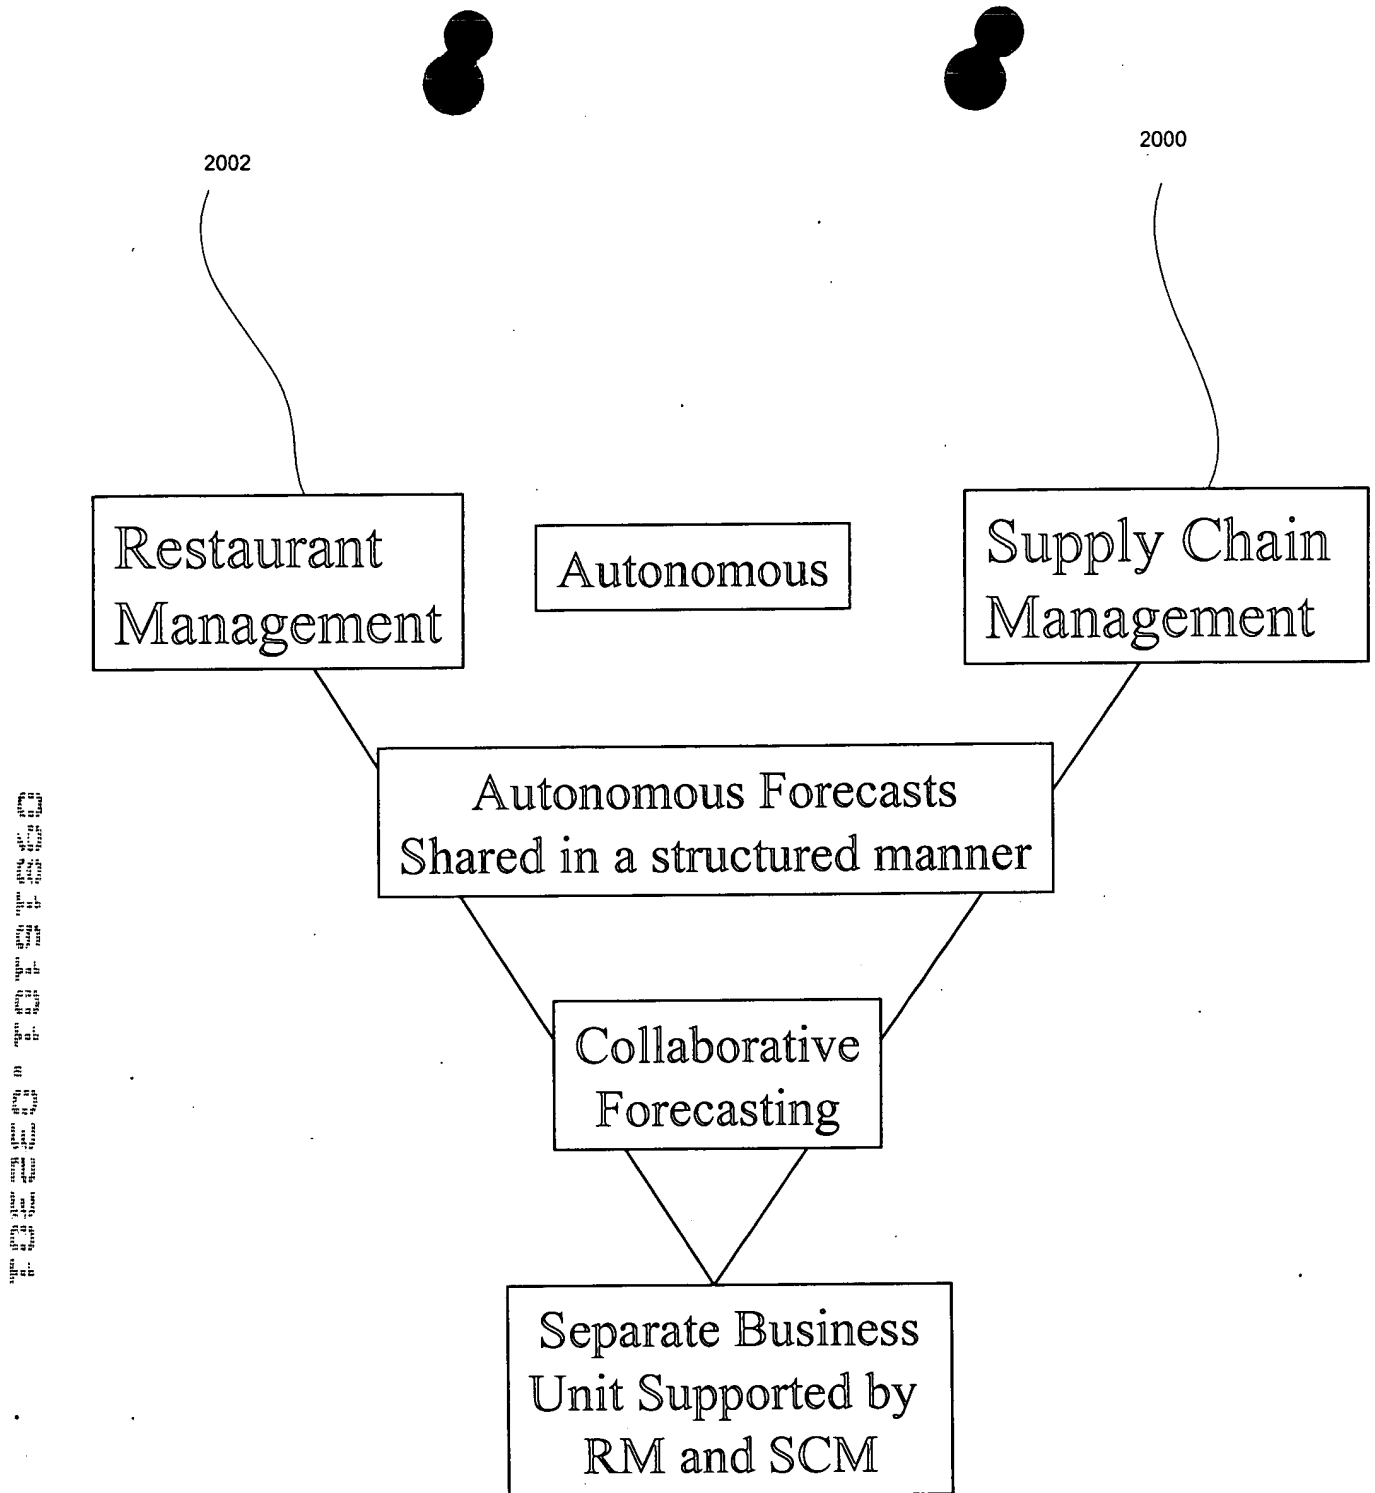 2002
2000
Restaurant
Management
Autonomous
Supply Chain
Management
Autonomous Forecasts
Shared in a structured manner
Collaborative
Forecasting
Separate Business
Unit Supported by
RM and SCM